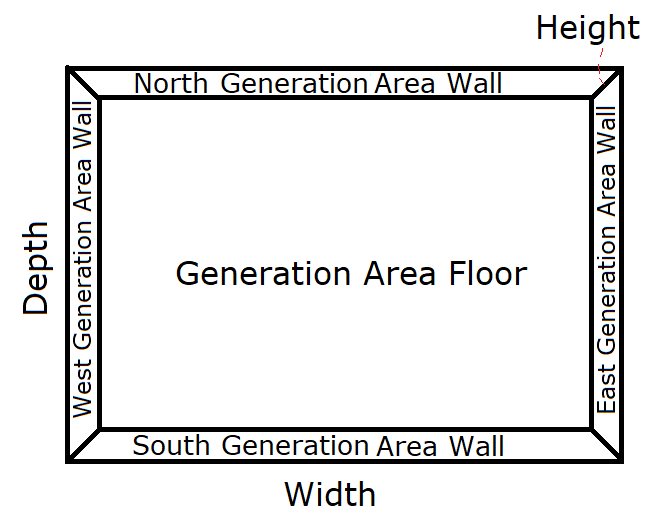 Height
North Generation Area Wall
West Generation Area Wall
East Generation Area Wall
Depth
Generation Area Floor
South Generation Area Wall
Width